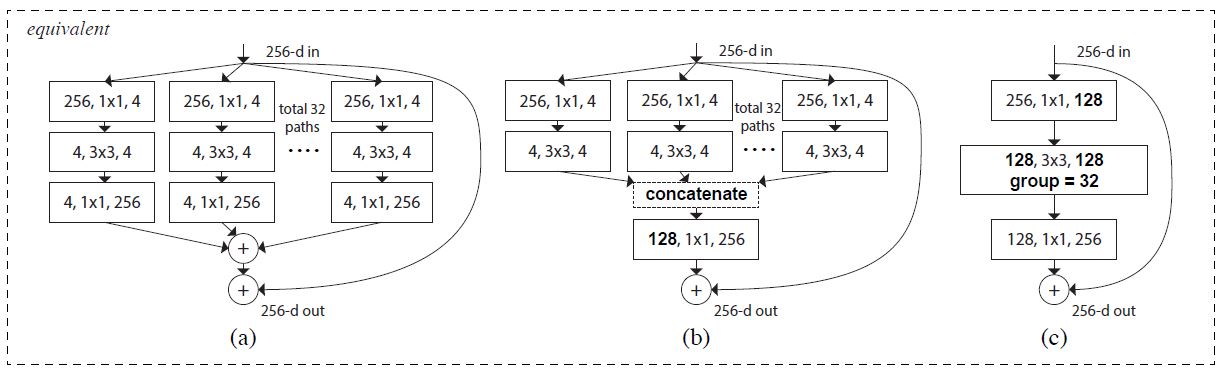 equivalent
256-d in
256, 1x1, 4
256, 1x1, 4
256, 1x1, 4
total 32
paths
....
4, 3x3, 4
4, 3x3, 4
4, 3x3, 4
4, 1x1, 256
4, 1x1, 256
4, 1x1, 256
+
+
256-d out
(a)
256-d in
256, 1x1, 4
256, 1x1, 4
256, 1x1, 4
total 32
paths
....
4, 3x3, 4
4, 3x3, 4
4, 3x3, 4
concatenate
128, 1x1, 256
+
256-d out
(b)
256-d in
256, 1x1, 128
128, 3x3, 128
group = 32
128, 1x1, 256
+
256-d out
(c)